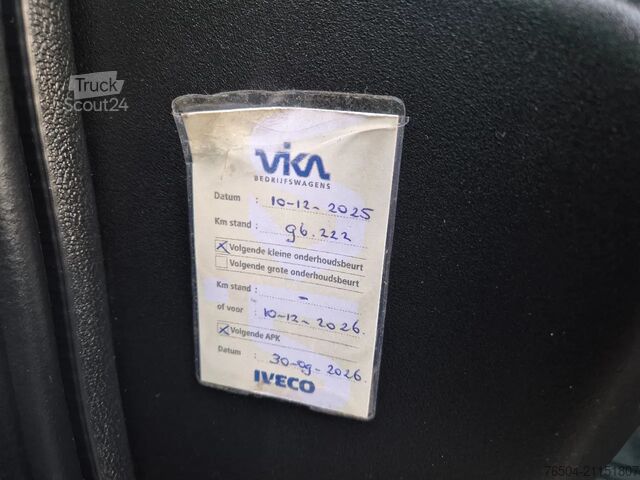 Truck
Scout24
VIKA
BEDRIJFSWAGENS
Datum : 10-12-2025
Km stand : 96.222
Volgende kleine onderhoudsbeurt
Volgende grote onderhoudsbeurt
Km stand : -
of voor : 10-12-2026.
Volgende APK
Datum : 30-09-2026.
IVECO
76504-21151807